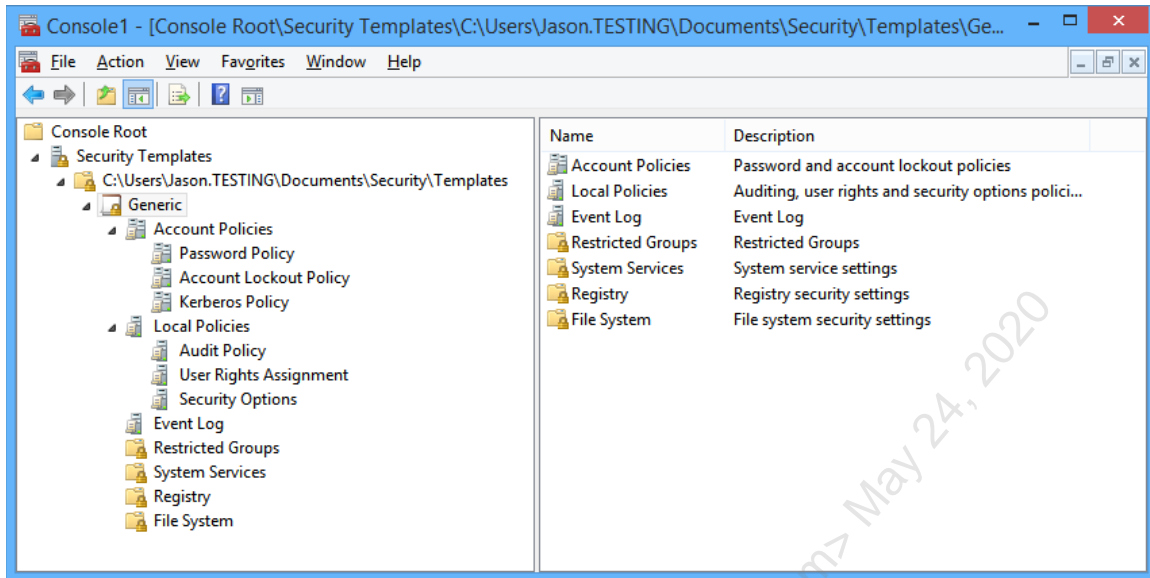 Console1 - [Console Root\Security Templates\C:\Users\Jason.TESTING\Documents\Security\Templates\Ge...
File Action View Favorites Window Help
Console Root
Security Templates
C:\Users\Jason.TESTING\Documents\Security\Templates
Generic
Account Policies
Password Policy
Account Lockout Policy
Kerberos Policy
Local Policies
Audit Policy
User Rights Assignment
Security Options
Event Log
Restricted Groups
System Services
Registry
File System
Name Description
Account Policies Password and account lockout policies
Local Policies Auditing, user rights and security options polici...
Event Log Event Log
Restricted Groups Restricted Groups
System Services System service settings
Registry Registry security settings
File System File system security settings
m> May 24, 2020